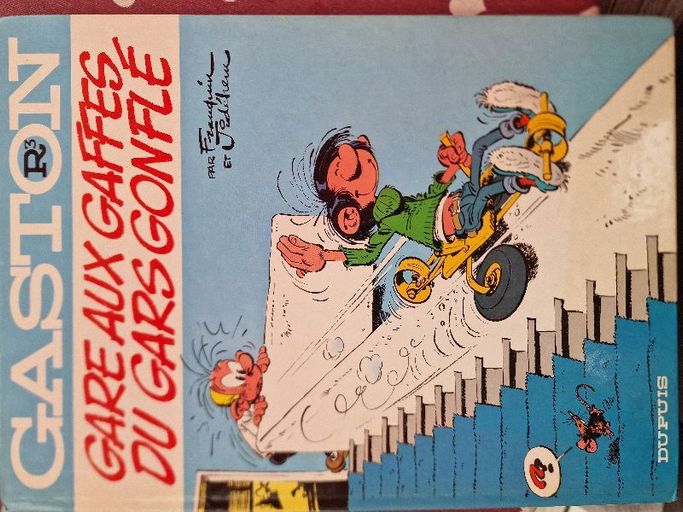 GASTON
R3
GARE AUX GAFFES
DU GARS GONFLÉ
PAR Franquin
ET Jidéhem
DUPUIS